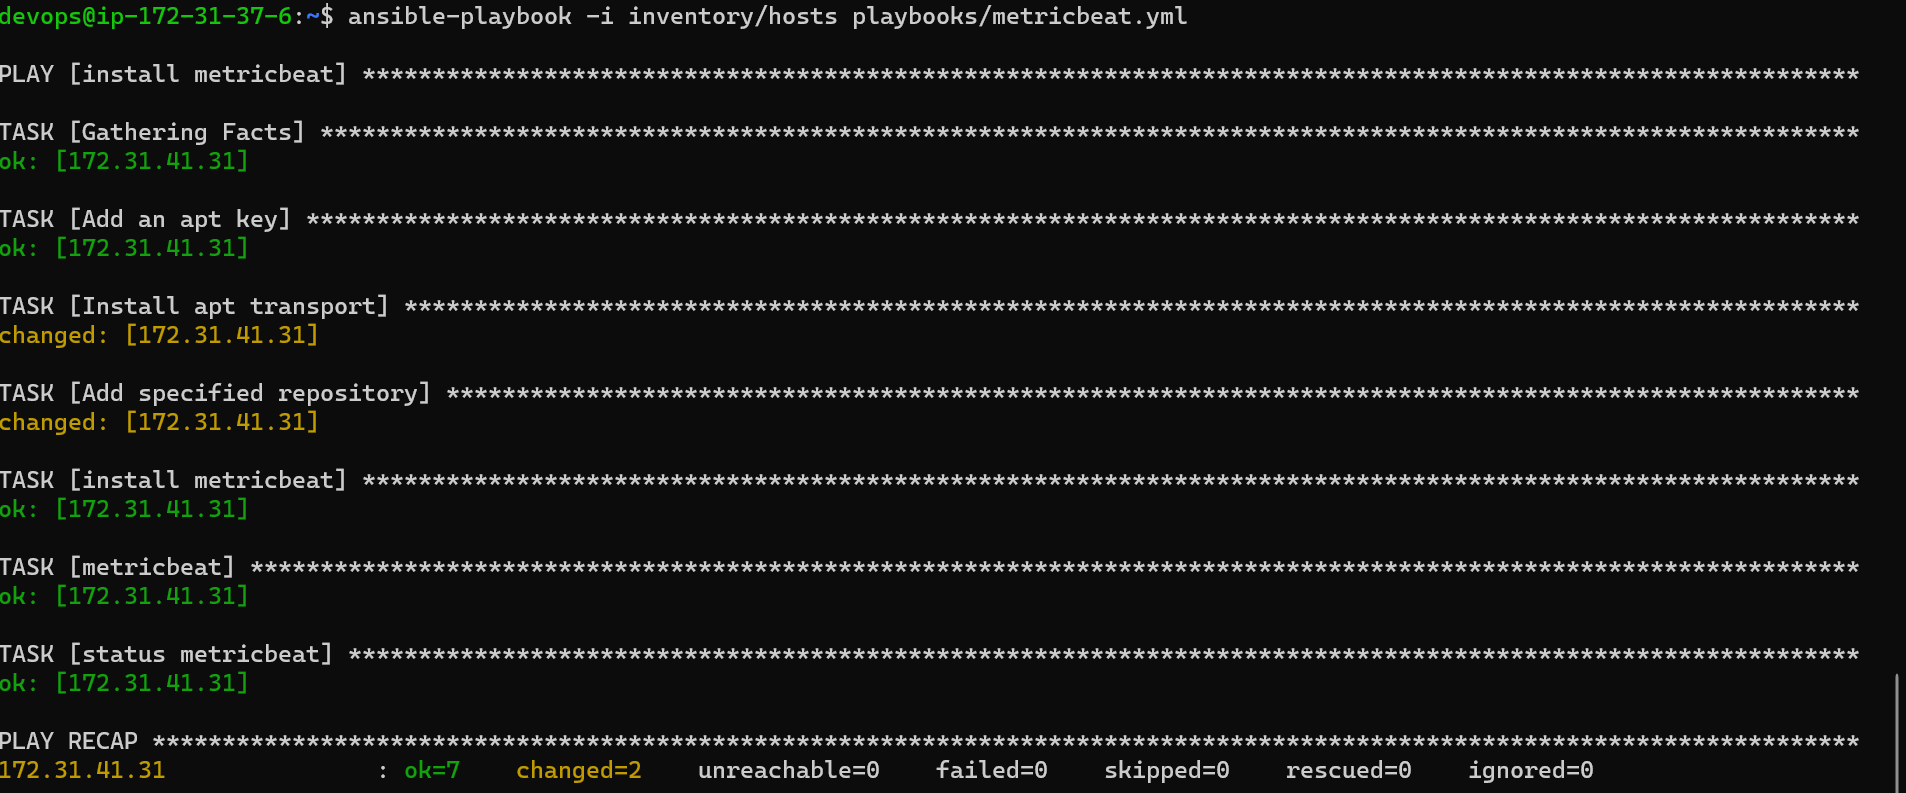 devops@ip-172-31-37-6:~$ ansible-playbook -i inventory/hosts playbooks/metricbeat.yml
PLAY [install metricbeat] ***********************************************************************************************************
TASK [Gathering Facts] **************************************************************************************************************
ok: [172.31.41.31]
TASK [Add an apt key] ***************************************************************************************************************
ok: [172.31.41.31]
TASK [Install apt transport] ********************************************************************************************************
changed: [172.31.41.31]
TASK [Add specified repository] *****************************************************************************************************
changed: [172.31.41.31]
TASK [install metricbeat] ***********************************************************************************************************
ok: [172.31.41.31]
TASK [metricbeat] *******************************************************************************************************************
ok: [172.31.41.31]
TASK [status metricbeat] ************************************************************************************************************
ok: [172.31.41.31]
PLAY RECAP **************************************************************************************************************************
172.31.41.31               : ok=7    changed=2    unreachable=0    failed=0    skipped=0    rescued=0    ignored=0